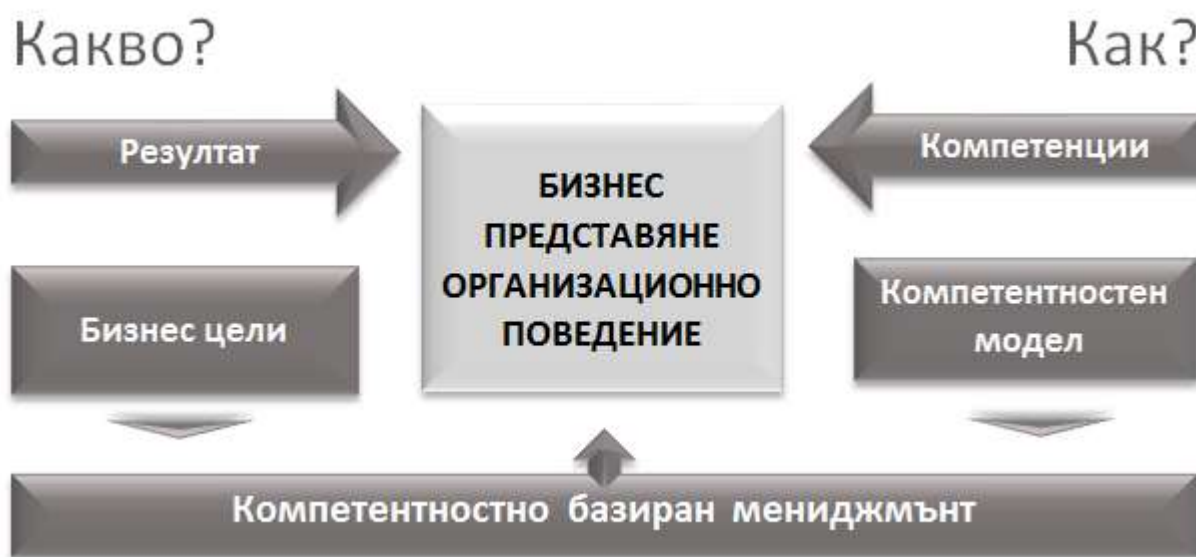 Какво?
Как?
Резултат
Компетенции
БИЗНЕС
ПРЕДСТАВЯНЕ
ОРГАНИЗАЦИОННО
ПОВЕДЕНИЕ
Бизнес цели
Компетентностен
модел
Компетентностно базиран мениджмънт